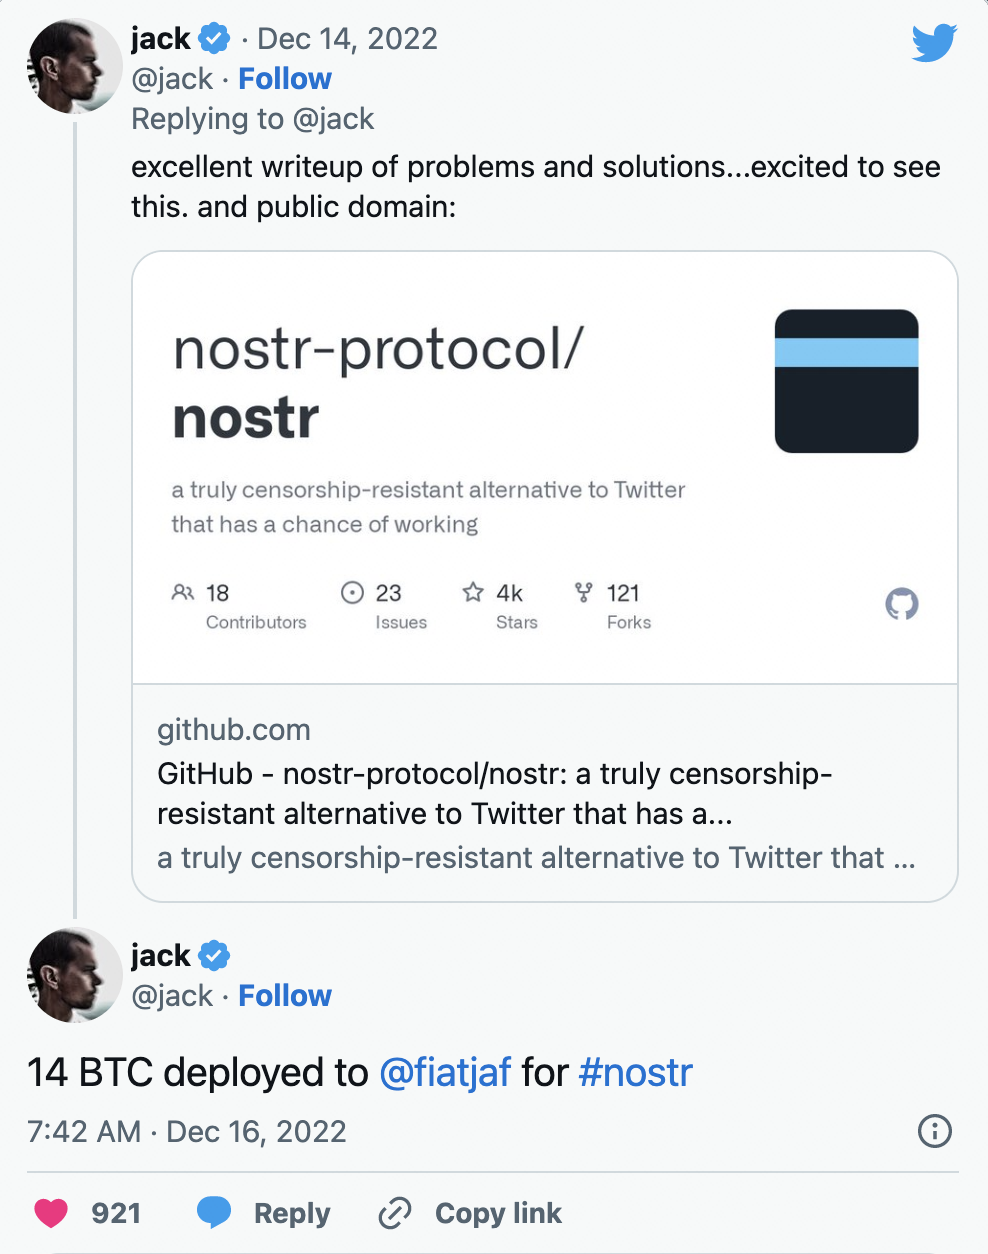 jack · Dec 14, 2022
@jack · Follow
Replying to @jack
excellent writeup of problems and solutions...excited to see
this. and public domain:
nostr-protocol/
nostr
a truly censorship-resistant alternative to Twitter
that has a chance of working
18 23 4k 121
Contributors Issues Stars Forks
github.com
GitHub - nostr-protocol/nostr: a truly censorship-
resistant alternative to Twitter that has a...
a truly censorship-resistant alternative to Twitter that ...
jack
@jack · Follow
14 BTC deployed to @fiatjaf for #nostr
7:42 AM · Dec 16, 2022
921 Reply Copy link